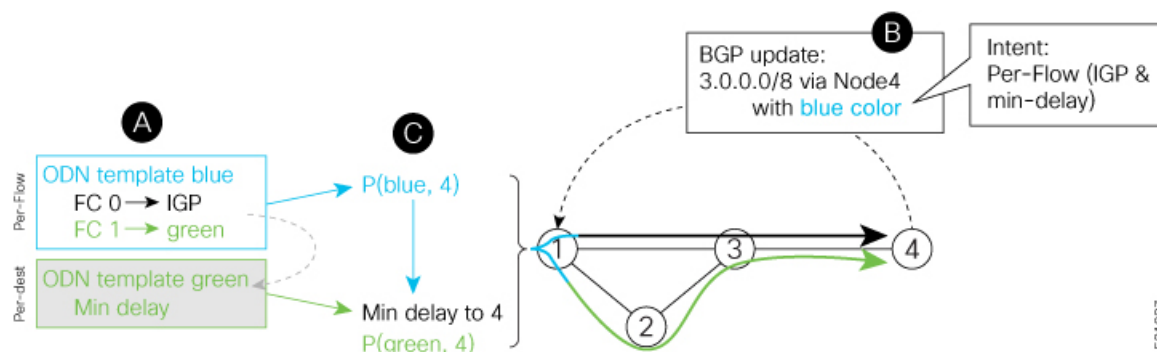 A
Per-Flow
ODN template blue
FC 0 → IGP
FC 1 → green
Per-dest
ODN template green
Min delay
C
P(blue, 4)
Min delay to 4
P(green, 4)
B
BGP update:
3.0.0.0/8 via Node4
with blue color
Intent:
Per-Flow (IGP &
min-delay)
1
3
4
2